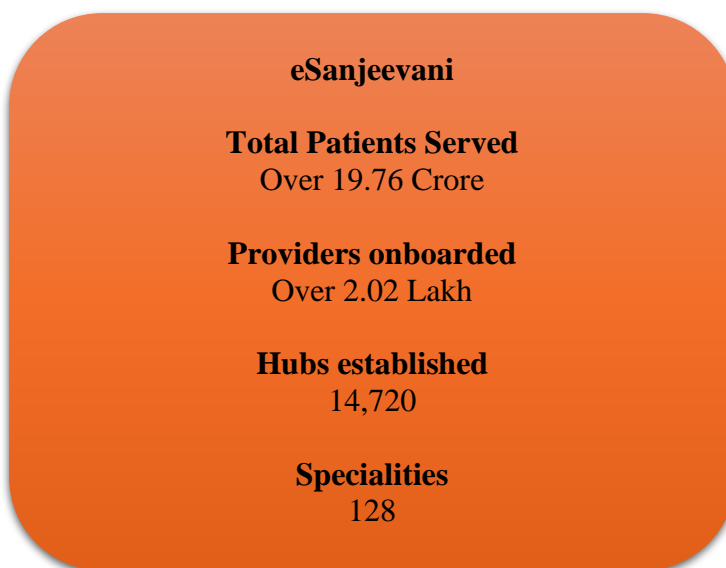 eSanjeevani
Total Patients Served
Over 19.76 Crore
Providers onboarded
Over 2.02 Lakh
Hubs established
14,720
Specialities
128